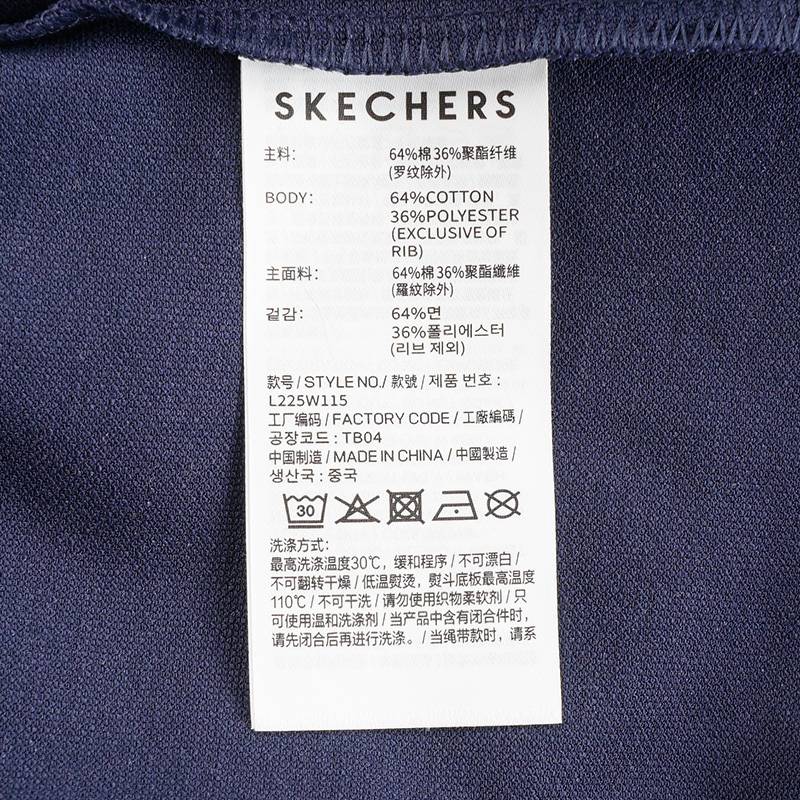 SKECHERS
主料: 64%棉36%聚酯纤维
(罗纹除外)
BODY: 64%COTTON
36%POLYESTER
(EXCLUSIVE OF
RIB)
主面料: 64%棉36%聚酯纖維
(羅紋除外)
겉감: 64%면
36%폴리에스터
(리브 제외)
款号/STYLE NO./款號/제품 번호:
L225W115
工厂编码/FACTORY CODE/工廠編碼/
공장코드:TB04
中国制造/MADE IN CHINA/中國製造/
생산국:중국
30
洗涤方式:
最高洗涤温度30℃, 缓和程序/不可漂白/
不可翻转干燥/低温熨烫, 熨斗底板最高温度
110℃/不可干洗/请勿使用织物柔软剂/只
可使用温和洗涤剂/当产品中含有闭合件时,
请先闭合后再进行洗涤。/当绳带款时, 请系